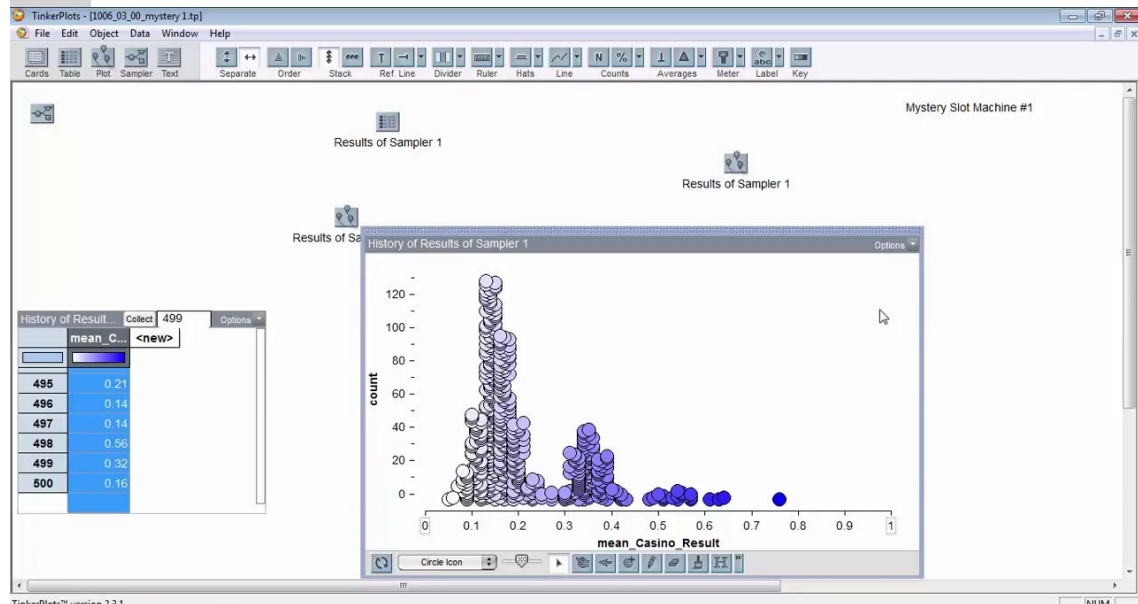 TinkerPlots - [1006_03_00_mystery 1.tp]
File Edit Object Data Window Help
Cards Table Plot Sampler Text Separate Order Stack Ref. Line Divider Ruler Hats Line Counts Averages Meter Label Key
Mystery Slot Machine #1
Results of Sampler 1
Results of Sampler 1
Results of Sa
History of Results of Sampler 1 Options
History of Result... Collect 499 Options
mean_C... <new>
495 0.21
496 0.14
497 0.14
498 0.56
499 0.32
500 0.16
count
120
100
80
60
40
20
0
0 0.1 0.2 0.3 0.4 0.5 0.6 0.7 0.8 0.9 1
mean_Casino_Result
Circle Icon
TinkerPlots™ version 2.3.1
NUM